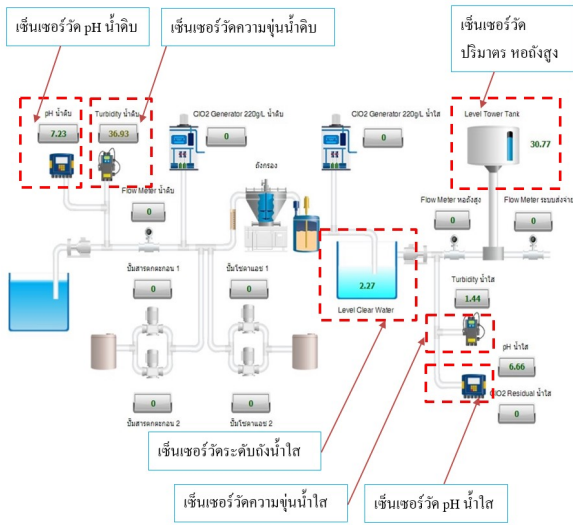 เซ็นเซอร์วัด pH น้ำดิบ
เซ็นเซอร์วัดความขุ่นน้ำดิบ
เซ็นเซอร์วัด
ปริมาตร หอถังสูง
pH น้ำดิบ
7.23
Turbidity น้ำดิบ
36.93
ClO2 Generator 220g/L น้ำดิบ
0
ClO2 Generator 220g/L น้ำใส
0
Level Tower Tank
30.77
ถังกรอง
Flow Meter น้ำดิบ
0
Flow Meter หอถังสูง
0
Flow Meter ระบบส่งจ่าย
0
2.27
Level Clear Water
ปั๊มสารตกตะกอน 1
0
ปั๊มโซดาแอช 1
0
Turbidity น้ำใส
1.44
pH น้ำใส
6.66
ClO2 Residual น้ำใส
0
0
ปั๊มสารตกตะกอน 2
0
ปั๊มโซดาแอช 2
เซ็นเซอร์วัดระดับถังน้ำใส
เซ็นเซอร์วัดความขุ่นน้ำใส
เซ็นเซอร์วัด pH น้ำใส